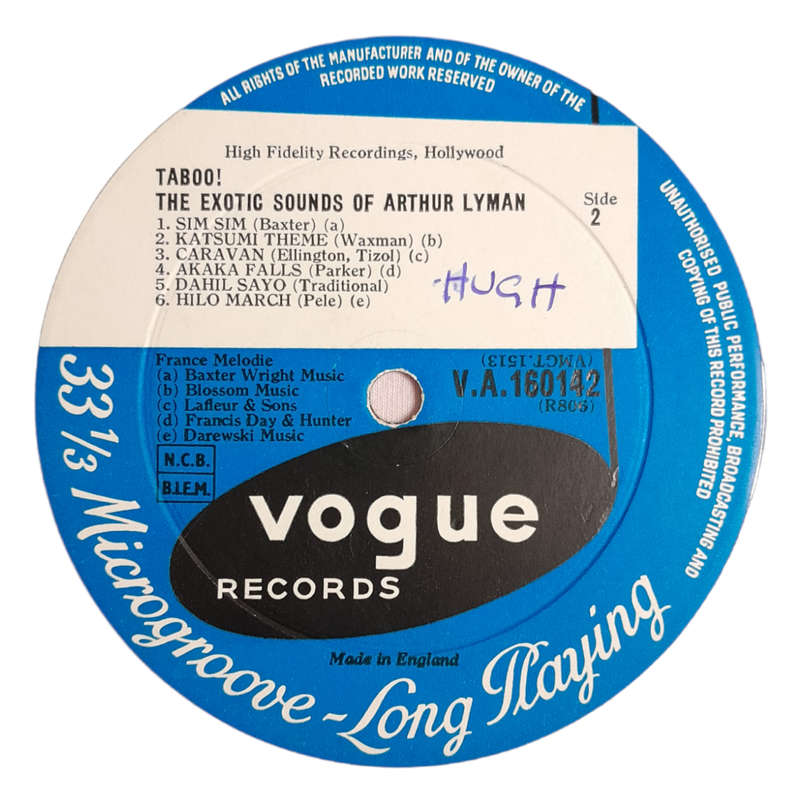 ALL RIGHTS OF THE MANUFACTURER AND OF THE OWNER OF THE
RECORDED WORK RESERVED
High Fidelity Recordings, Hollywood
TABOO!
THE EXOTIC SOUNDS OF ARTHUR LYMAN
Side
2
1. SIM SIM (Baxter) (a)
2. KATSUMI THEME (Waxman) (b)
3. CARAVAN (Ellington, Tizol) (c)
4. AKAKA FALLS (Parker) (d)
5. DAHIL SAYO (Traditional)
6. HILO MARCH (Pele) (e)
HUGH
France Melodie
(a) Baxter Wright Music
(b) Blossom Music
(c) Lafleur & Sons
(d) Francis Day & Hunter
(e) Darewski Music
(VMGT.1513)
V.A.160142
(R803)
N.C.B.
B.I.E.M.
vogue
RECORDS
Made in England
33 1/3 Microgroove - Long Playing
UNAUTHORISED PUBLIC PERFORMANCE, BROADCASTING AND
COPYING OF THIS RECORD PROHIBITED